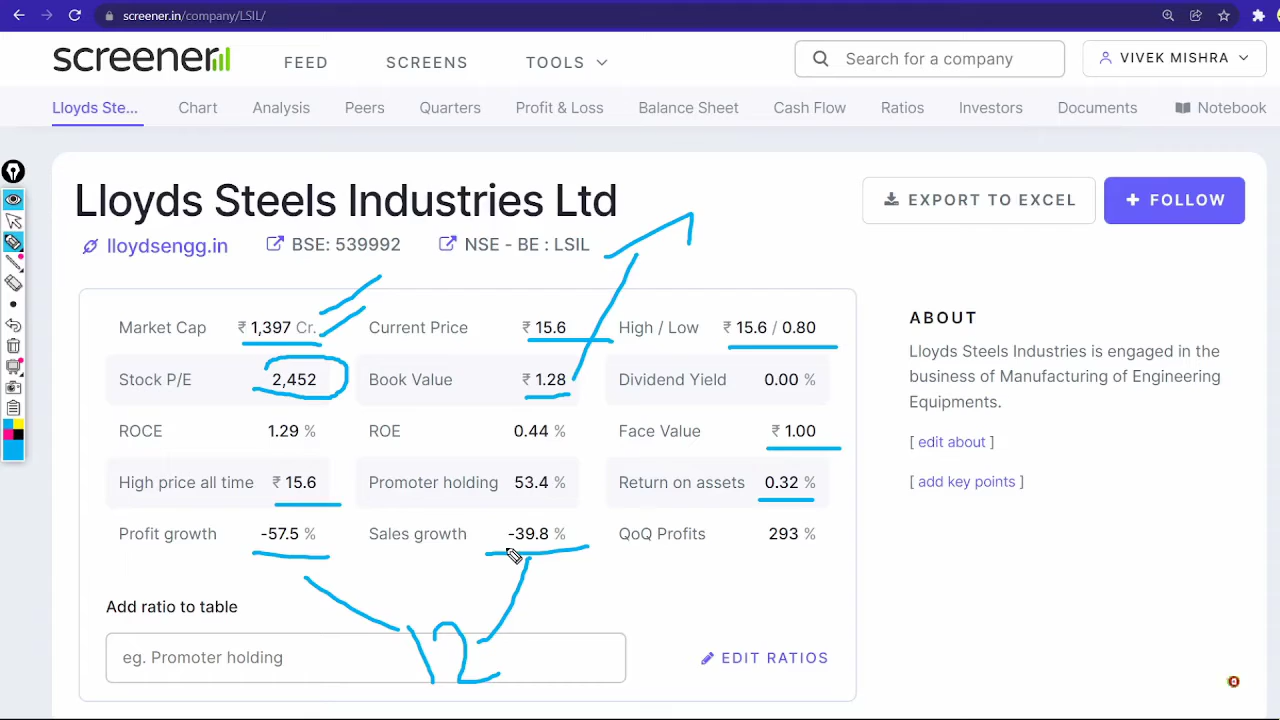 screener.in/company/LSIL/
screener FEED SCREENS TOOLS Search for a company VIVEK MISHRA
Lloyds Ste... Chart Analysis Peers Quarters Profit & Loss Balance Sheet Cash Flow Ratios Investors Documents Notebook
Lloyds Steels Industries Ltd
EXPORT TO EXCEL + FOLLOW
lloydsengg.in BSE: 539992 NSE - BE : LSIL
Market Cap ₹ 1,397 Cr. Current Price ₹ 15.6 High / Low ₹ 15.6 / 0.80
Stock P/E 2,452 Book Value ₹ 1.28 Dividend Yield 0.00 %
ROCE 1.29 % ROE 0.44 % Face Value ₹ 1.00
High price all time ₹ 15.6 Promoter holding 53.4 % Return on assets 0.32 %
Profit growth -57.5 % Sales growth -39.8 % QoQ Profits 293 %
Add ratio to table
12
eg. Promoter holding
EDIT RATIOS
ABOUT
Lloyds Steels Industries is engaged in the
business of Manufacturing of Engineering
Equipments.
[ edit about ]
[ add key points ]